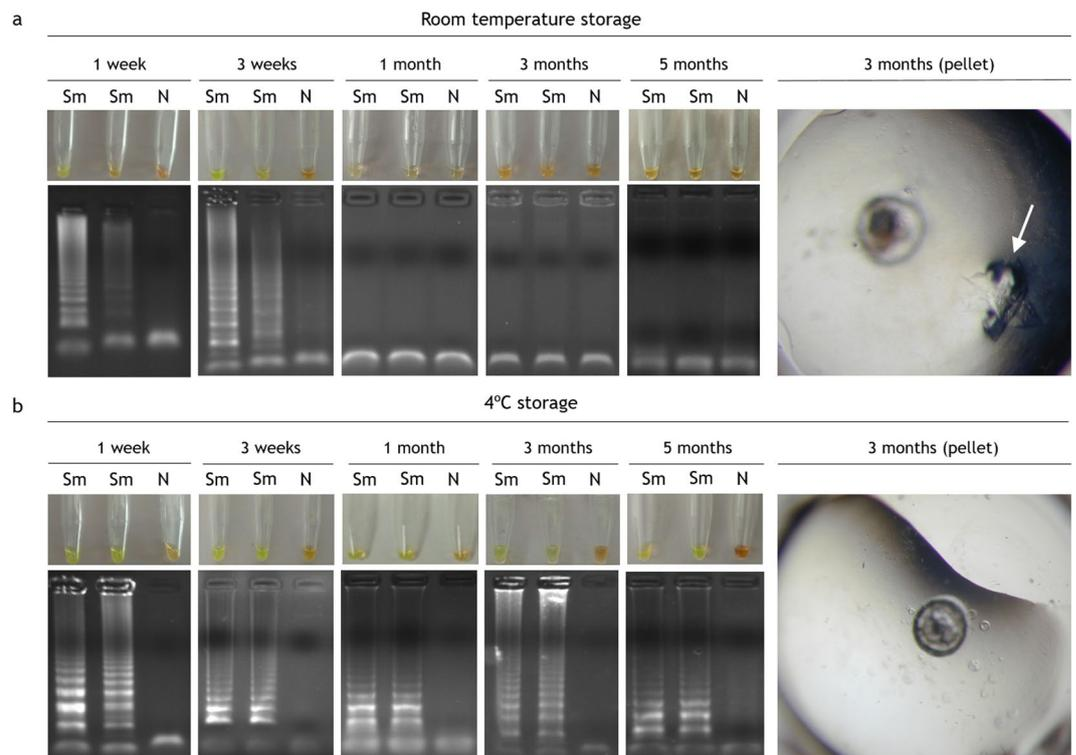 a
Room temperature storage
1 week 3 weeks 1 month 3 months 5 months 3 months (pellet)
Sm Sm N Sm Sm N Sm Sm N Sm Sm N Sm Sm N
b
4ºC storage
1 week 3 weeks 1 month 3 months 5 months 3 months (pellet)
Sm Sm N Sm Sm N Sm Sm N Sm Sm N Sm Sm N